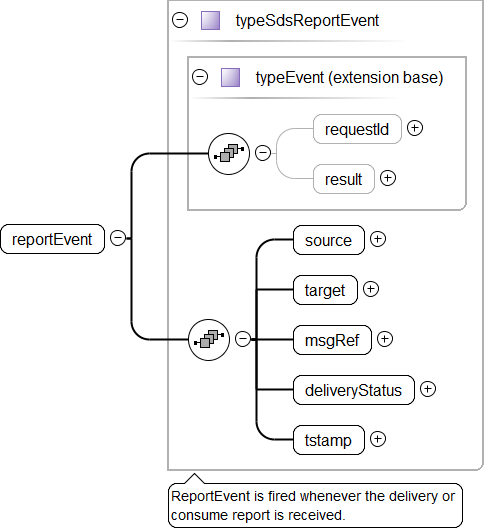 typeSdsReportEvent
typeEvent (extension base)
requestId
result
reportEvent
source
target
msgRef
deliveryStatus
tstamp
ReportEvent is fired whenever the delivery or
consume report is received.